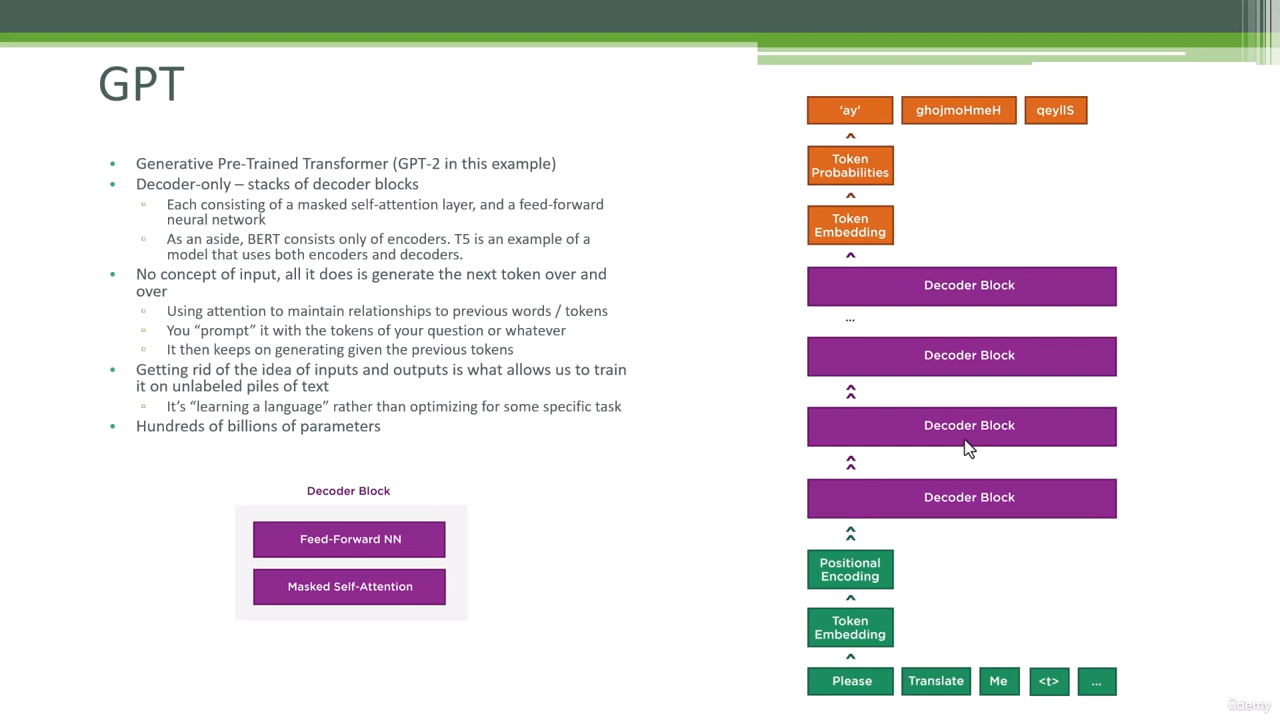 GPT
• Generative Pre-Trained Transformer (GPT-2 in this example)
• Decoder-only – stacks of decoder blocks
▫ Each consisting of a masked self-attention layer, and a feed-forward
neural network
▫ As an aside, BERT consists only of encoders. T5 is an example of a
model that uses both encoders and decoders.
• No concept of input, all it does is generate the next token over and
over
▫ Using attention to maintain relationships to previous words / tokens
▫ You “prompt” it with the tokens of your question or whatever
▫ It then keeps on generating given the previous tokens
• Getting rid of the idea of inputs and outputs is what allows us to train
it on unlabeled piles of text
▫ It’s “learning a language” rather than optimizing for some specific task
• Hundreds of billions of parameters
Decoder Block
Feed-Forward NN
Masked Self-Attention
‘ay’ ghojmoHmeH qeylIS
Token
Probabilities
Token
Embedding
Decoder Block
...
Decoder Block
Decoder Block
Decoder Block
Positional
Encoding
Token
Embedding
Please Translate Me <t> ...
ûdemy